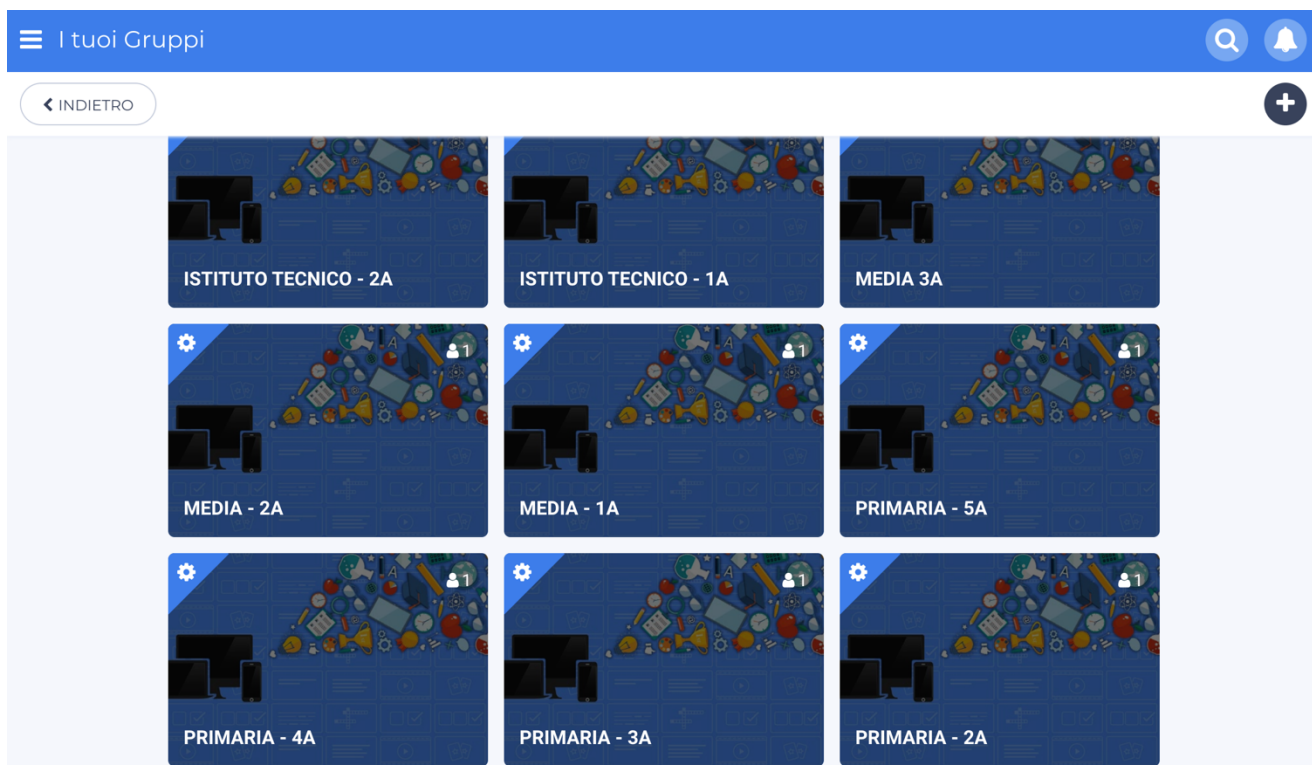 I tuoi Gruppi
INDIETRO
ISTITUTO TECNICO - 2A
ISTITUTO TECNICO - 1A
MEDIA 3A
1
1
1
MEDIA - 2A
MEDIA - 1A
PRIMARIA - 5A
1
1
1
PRIMARIA - 4A
PRIMARIA - 3A
PRIMARIA - 2A